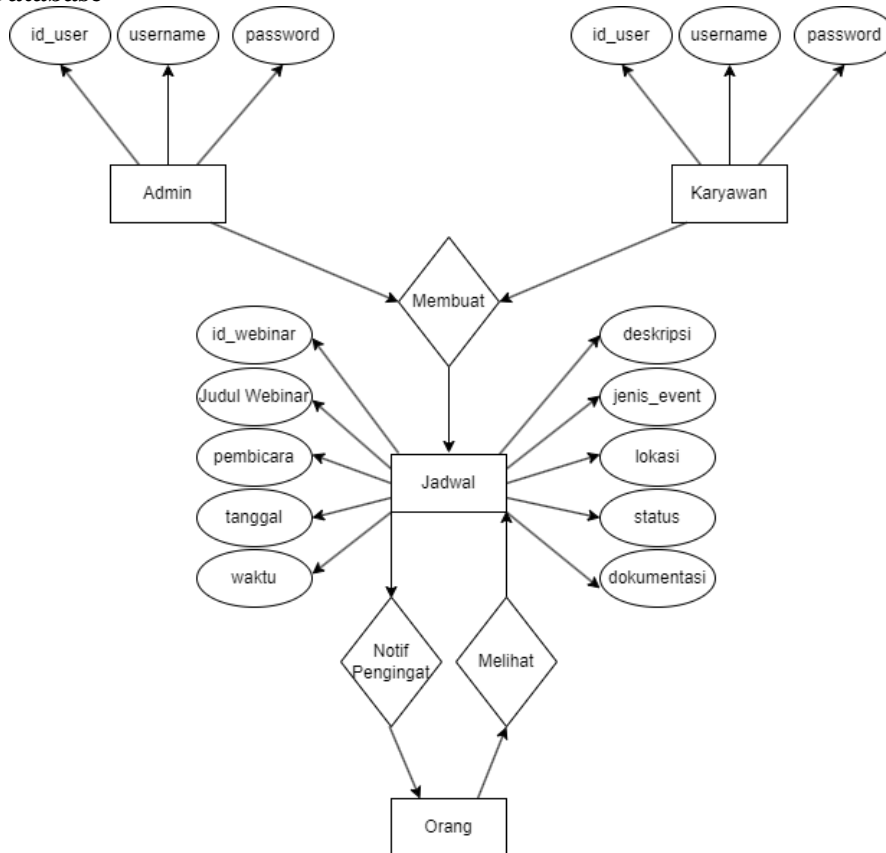 id_user
username
password
id_user
username
password
Admin
Karyawan
Membuat
id_webinar
deskripsi
Judul Webinar
jenis_event
pembicara
lokasi
Jadwal
tanggal
status
waktu
dokumentasi
Notif
Pengingat
Melihat
Orang